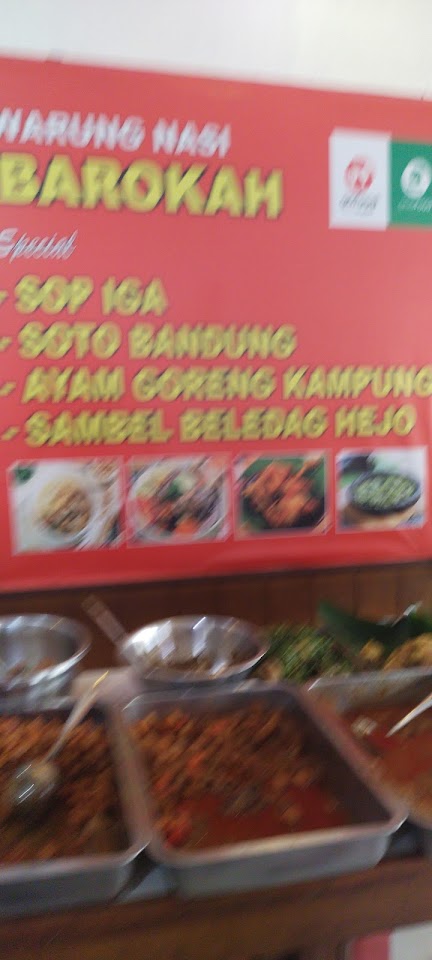 WARUNG NASI
BAROKAH
Special
- SOP IGA
- SOTO BANDUNG
- AYAM GORENG KAMPUNG
- SAMBEL BELEDAG HEJO